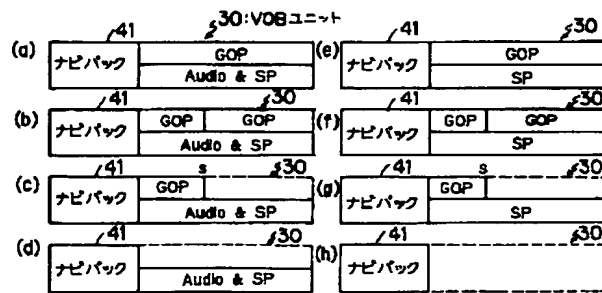 30:VOBユニット
(a) 41 ナビパック GOP Audio & SP
(e) 41 30 ナビパック GOP SP
(b) 41 30 ナビパック GOP GOP Audio & SP
(f) 41 30 ナビパック GOP GOP SP
(c) 41 s 30 ナビパック GOP Audio & SP
(g) 41 s 30 ナビパック GOP SP
(d) 41 30 ナビパック Audio & SP
(h) 41 30 ナビパック